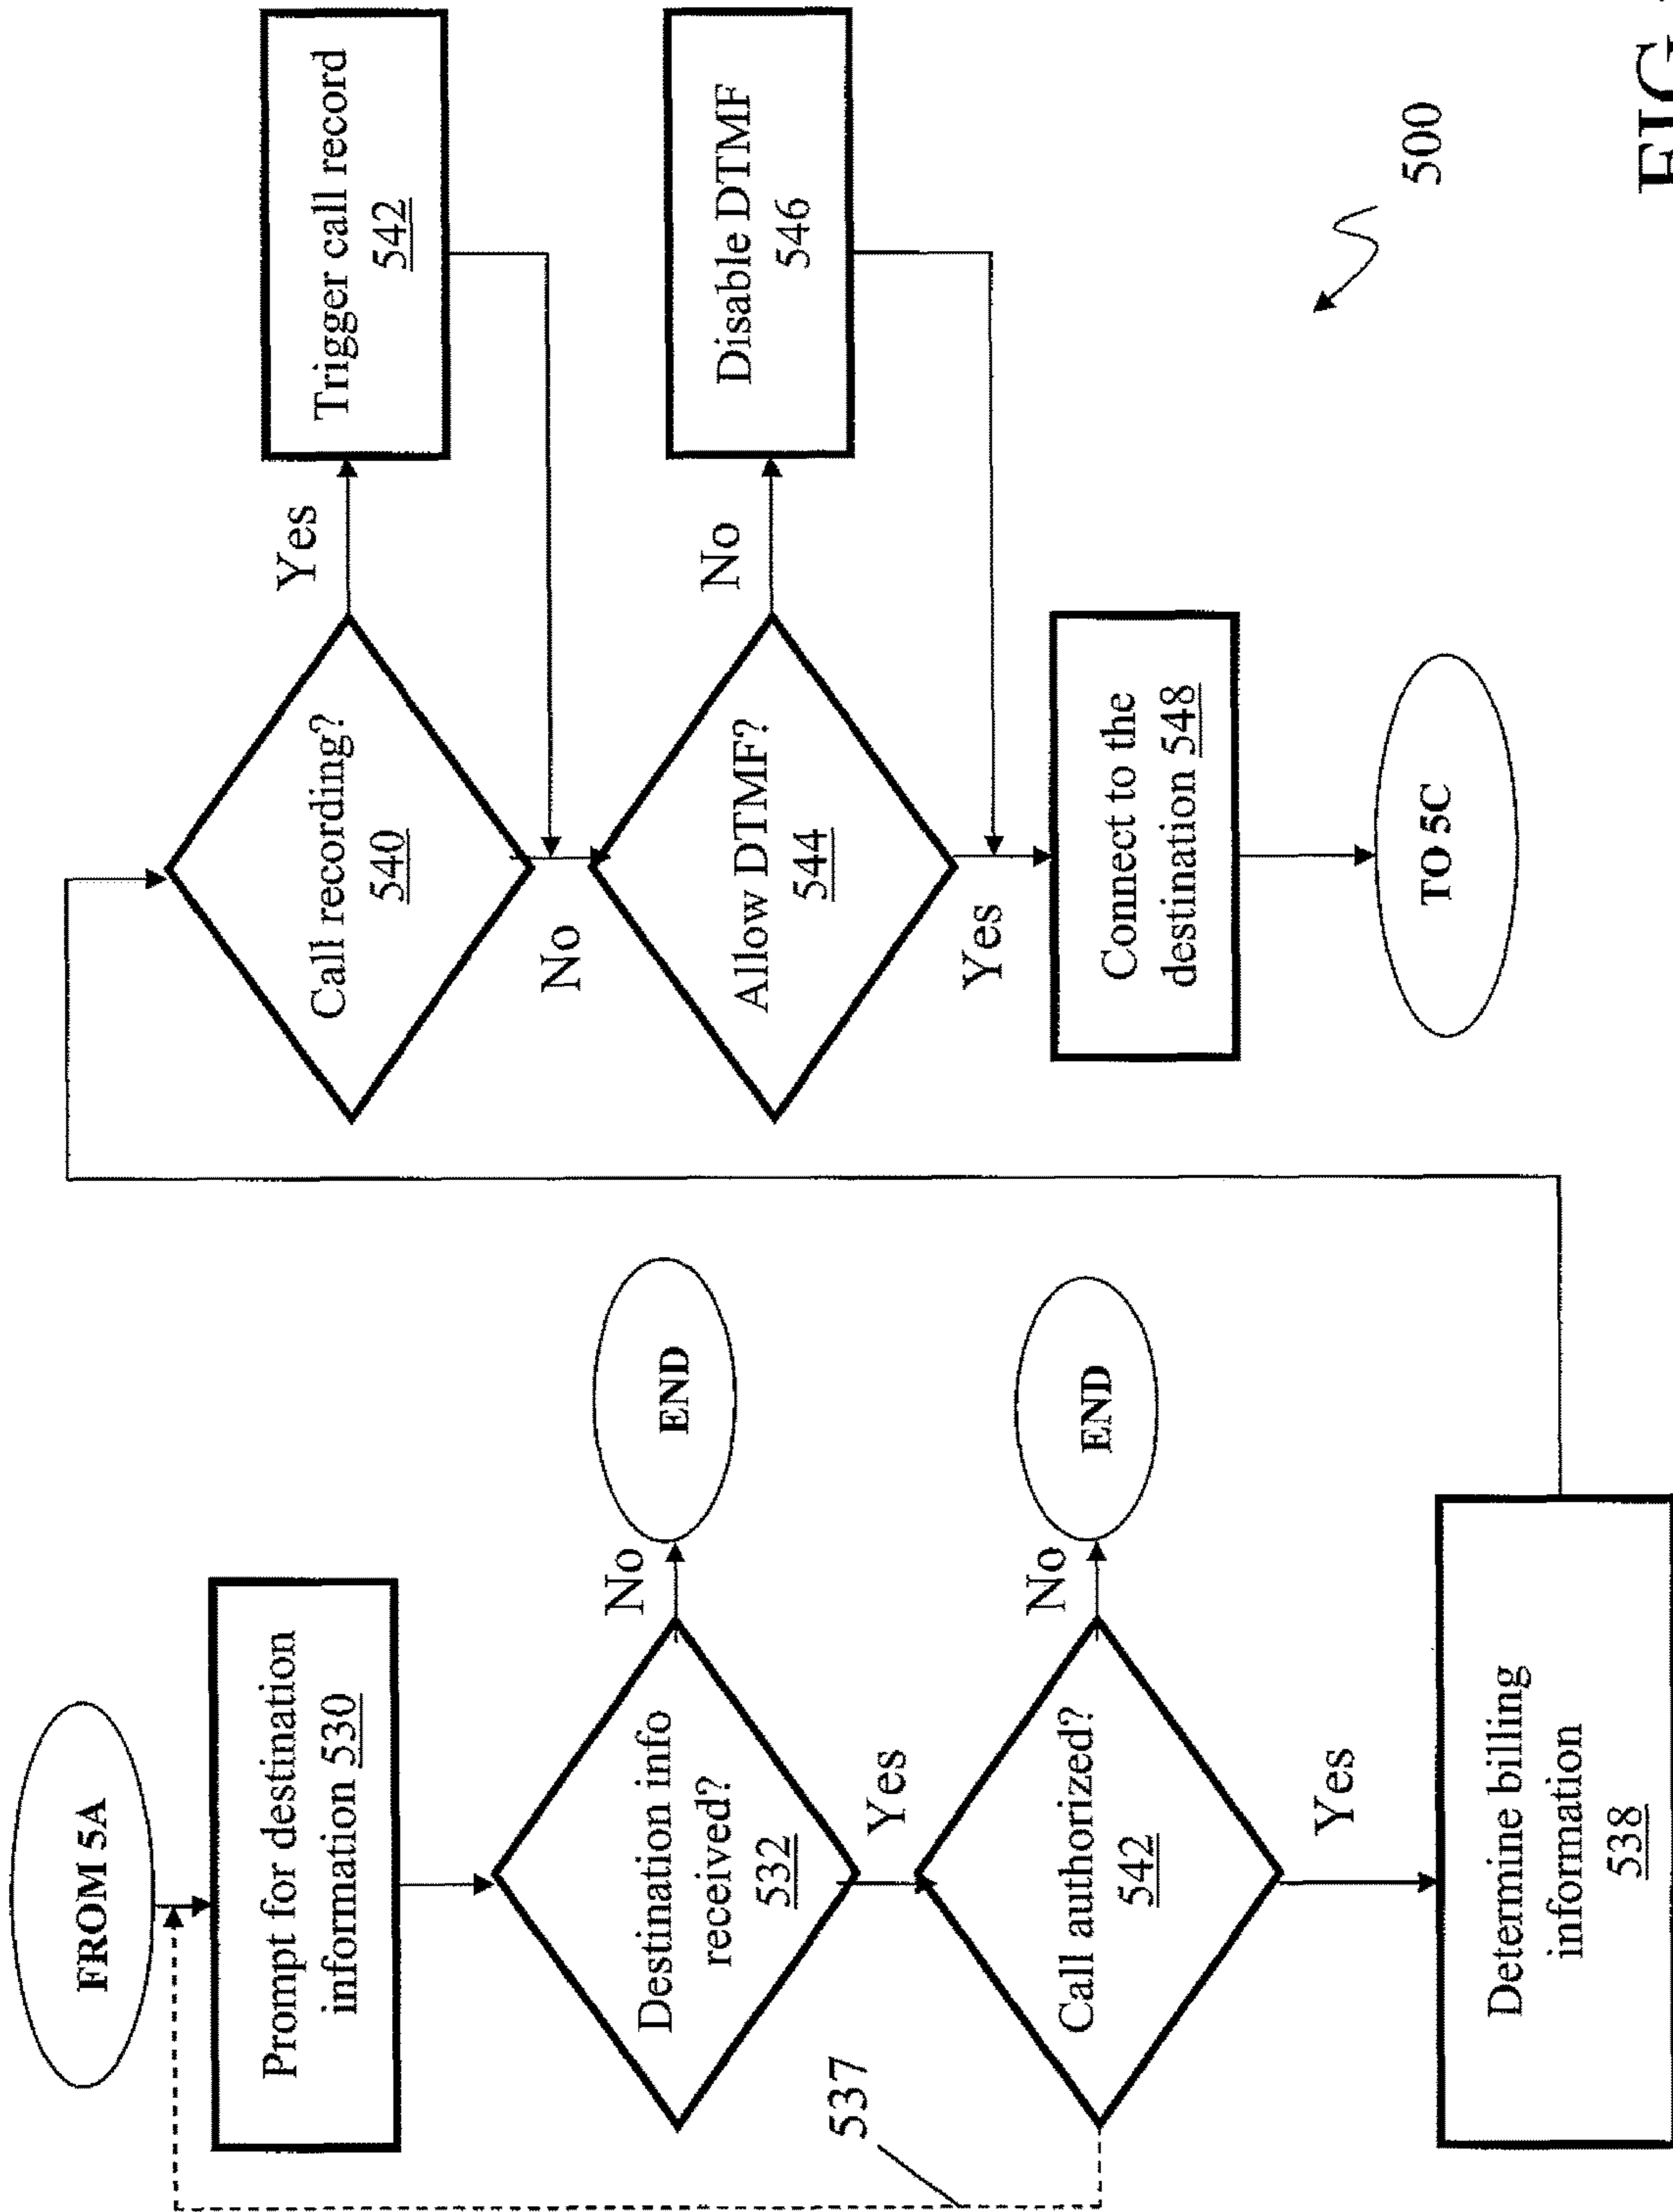 FROM 5A
Prompt for destination
information 530
Destination info
received?
532
No
END
Yes
Call authorized?
542
No
END
537
Yes
Determine billing
information
538
Call recording?
540
Yes
Trigger call record
542
No
Allow DTMF?
544
No
Disable DTMF
546
Yes
Connect to the
destination 548
TO 5C
500
FIG